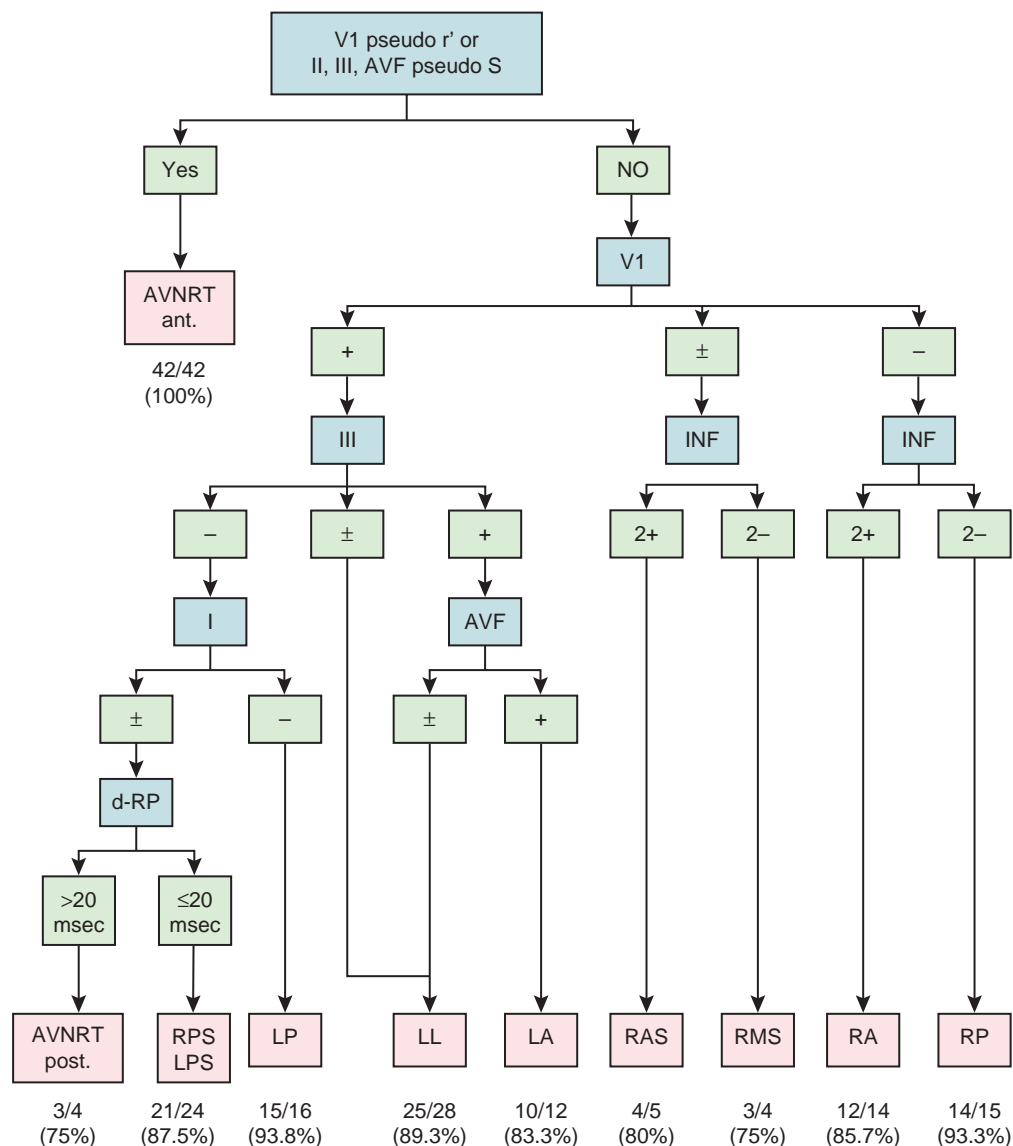 V1 pseudo r’ or
II, III, AVF pseudo S
Yes
NO
V1
AVNRT
ant.
42/42
(100%)
+
±
–
III
INF
INF
–
±
+
2+
2–
2+
2–
I
AVF
±
–
±
+
d-RP
>20
msec
≤20
msec
AVNRT
post.
RPS
LPS
LP
LL
LA
RAS
RMS
RA
RP
3/4
(75%)
21/24
(87.5%)
15/16
(93.8%)
25/28
(89.3%)
10/12
(83.3%)
4/5
(80%)
3/4
(75%)
12/14
(85.7%)
14/15
(93.3%)